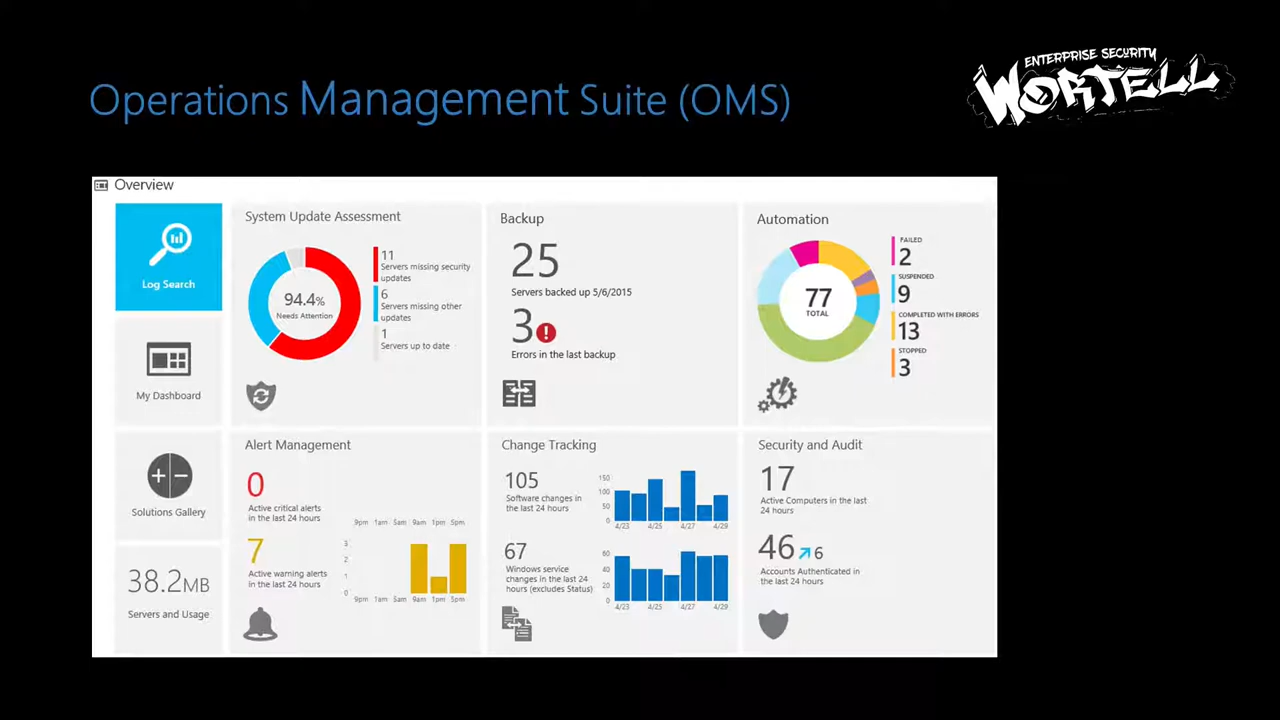 Operations Management Suite (OMS)
ENTERPRISE SECURITY
WORTELL
Overview
Log Search
My Dashboard
Solutions Gallery
38.2MB
Servers and Usage
System Update Assessment
94.4%
Needs Attention
11
Servers missing security
updates
6
Servers missing other
updates
1
Servers up to date
Backup
25
Servers backed up 5/6/2015
3
Errors in the last backup
Automation
77
TOTAL
FAILED
2
SUSPENDED
9
COMPLETED WITH ERRORS
13
STOPPED
3
Alert Management
0
Active critical alerts
in the last 24 hours
9pm 1am 5am 9am 1pm 5pm
7
Active warning alerts
in the last 24 hours
3
2
1
0
9pm 1am 5am 9am 1pm 5pm
Change Tracking
105
Software changes in
the last 24 hours
150
100
50
0
4/23 4/25 4/27 4/29
67
Windows service
changes in the last 24
hours (excludes Status)
60
40
20
0
4/23 4/25 4/27 4/29
Security and Audit
17
Active Computers in the last
24 hours
46 6
Accounts Authenticated in
the last 24 hours